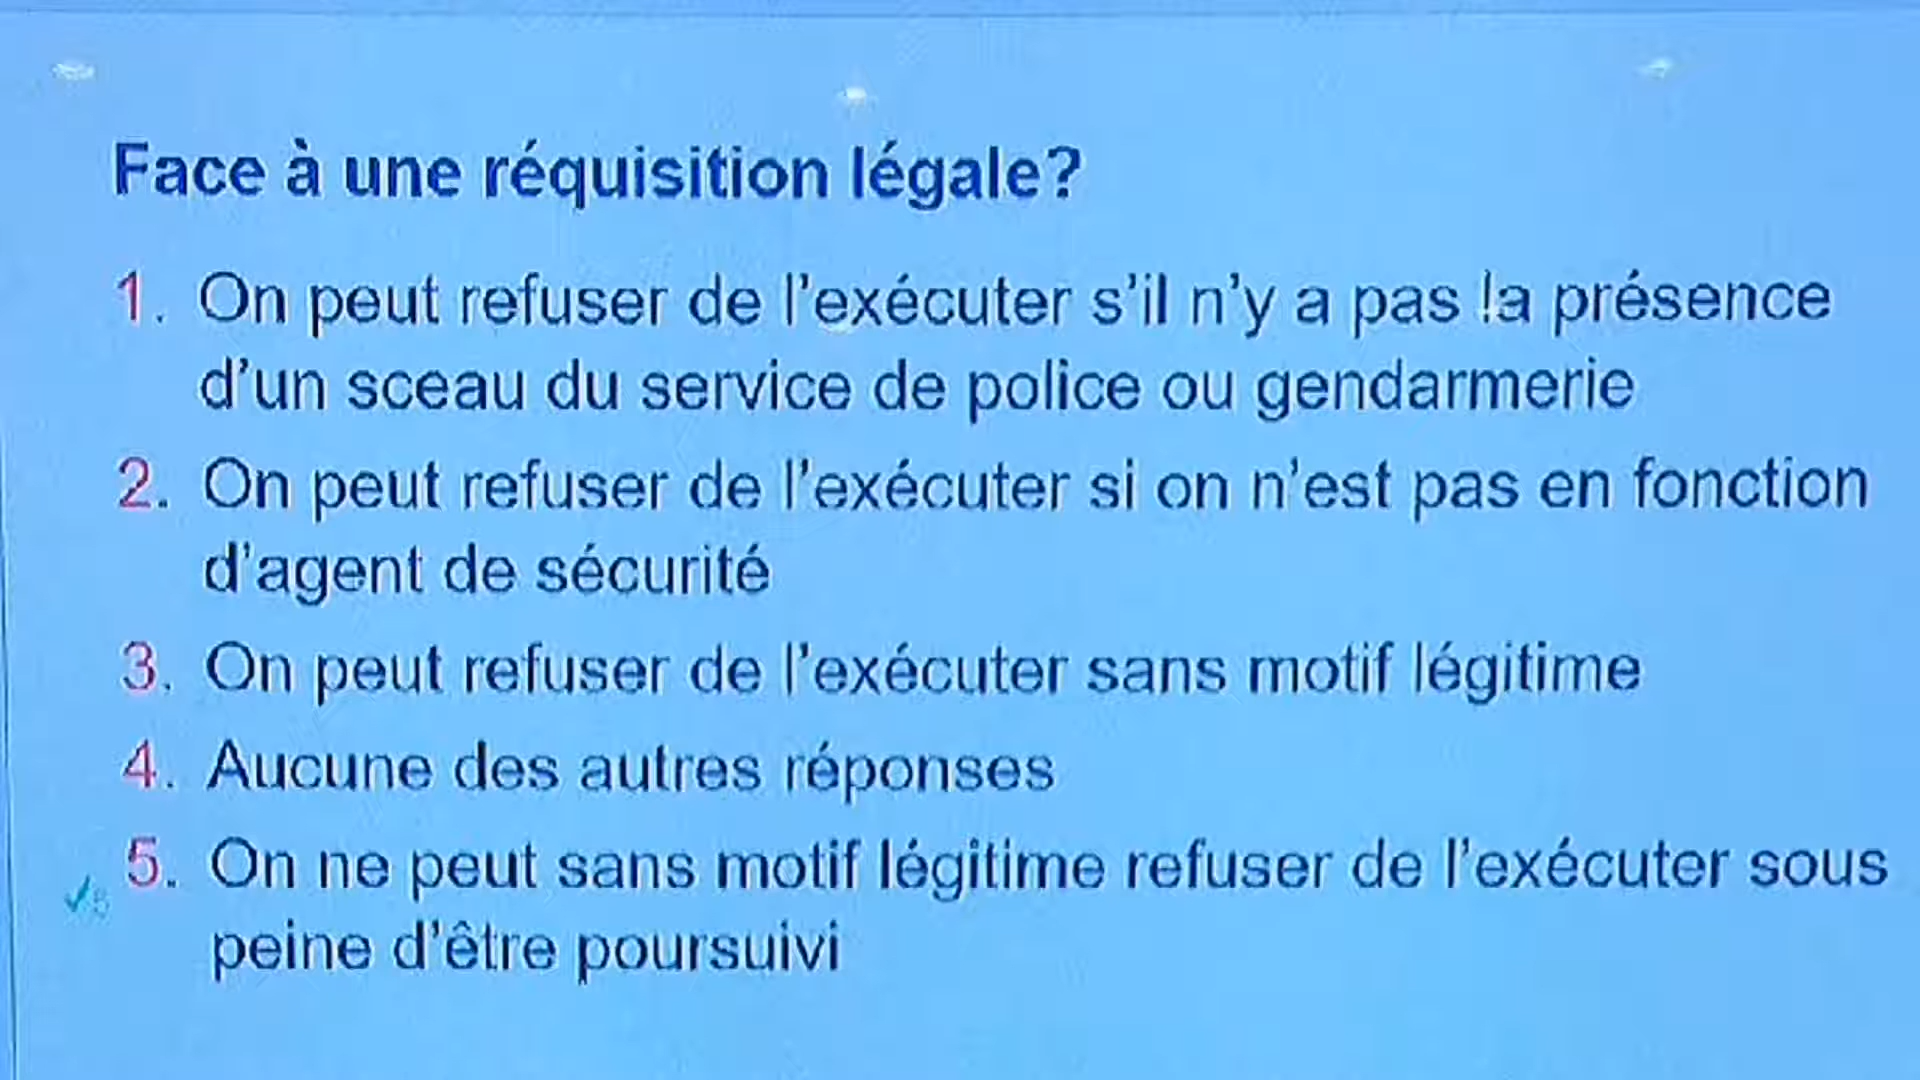 Face à une réquisition légale?
1. On peut refuser de l'exécuter s'il n'y a pas la présence
d'un sceau du service de police ou gendarmerie
2. On peut refuser de l'exécuter si on n'est pas en fonction
d'agent de sécurité
3. On peut refuser de l'exécuter sans motif légitime
4. Aucune des autres réponses
5. On ne peut sans motif légitime refuser de l'exécuter sous
peine d'être poursuivi